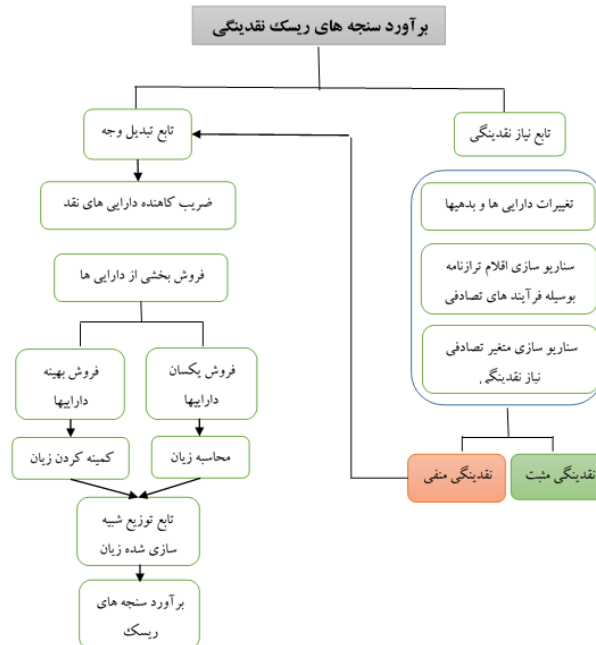 برآورد سنجه های ریسک نقدینگی
تابع نیاز نقدینگی
تابع تبدیل وجه
تغییرات دارایی ها و بدهیها
سناریو سازی اقلام ترازنامه
بوسیله فرآیند های تصادفی
سناریو سازی متغیر تصادفی
نیاز نقدینگی
نقدینگی مثبت
نقدینگی منفی
ضریب کاهنده دارایی های نقد
فروش بخشی از دارایی ها
فروش یکسان
داراییها
فروش بهینه
داراییها
محاسبه زیان
کمینه کردن زیان
تابع توزیع شبیه
سازی شده زیان
برآورد سنجه های
ریسک